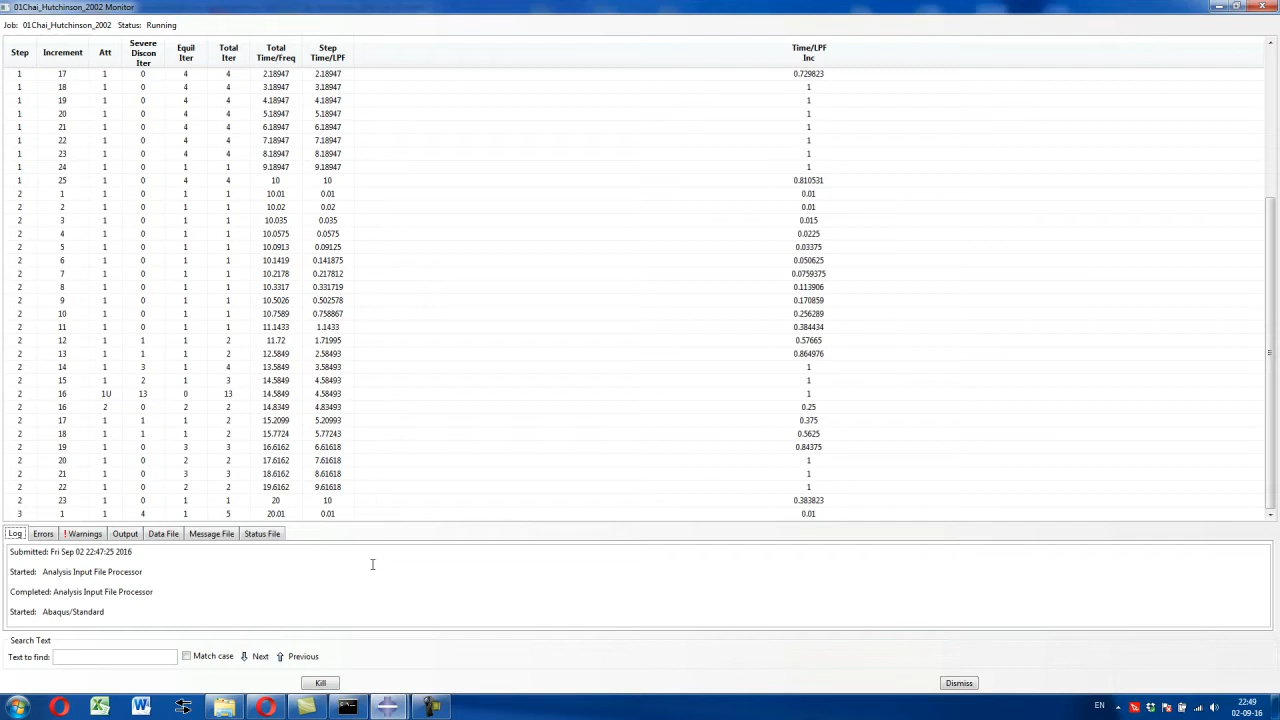 01Chai_Hutchinson_2002 Monitor
Job: 01Chai_Hutchinson_2002 Status: Running
Step Increment Att Severe Discon Iter Equil Iter Total Iter Total Time/Freq Step Time/LPF Time/LPF Inc
1 17 1 0 4 4 2.18947 2.18947 0.729823
1 18 1 0 4 4 3.18947 3.18947 1
1 19 1 0 4 4 4.18947 4.18947 1
1 20 1 0 4 4 5.18947 5.18947 1
1 21 1 0 4 4 6.18947 6.18947 1
1 22 1 0 4 4 7.18947 7.18947 1
1 23 1 0 4 4 8.18947 8.18947 1
1 24 1 0 1 1 9.18947 9.18947 1
1 25 1 0 4 4 10 10 0.810531
2 1 1 0 1 1 10.01 0.01 0.01
2 2 1 0 1 1 10.02 0.02 0.01
2 3 1 0 1 1 10.035 0.035 0.015
2 4 1 0 1 1 10.0575 0.0575 0.0225
2 5 1 0 1 1 10.0913 0.09125 0.03375
2 6 1 0 1 1 10.1419 0.141875 0.050625
2 7 1 0 1 1 10.2178 0.217812 0.0759375
2 8 1 0 1 1 10.3317 0.331719 0.113906
2 9 1 0 1 1 10.5026 0.502578 0.170859
2 10 1 0 1 1 10.7589 0.758867 0.256289
2 11 1 0 1 1 11.1433 1.1433 0.384434
2 12 1 1 1 2 11.72 1.71995 0.57665
2 13 1 1 1 2 12.5849 2.58493 0.864976
2 14 1 3 1 4 13.5849 3.58493 1
2 15 1 2 1 3 14.5849 4.58493 1
2 16 1U 13 0 13 14.5849 4.58493 1
2 16 2 0 2 2 14.8349 4.83493 0.25
2 17 1 1 1 2 15.2099 5.20993 0.375
2 18 1 1 1 2 15.7724 5.77243 0.5625
2 19 1 0 3 3 16.6162 6.61618 0.84375
2 20 1 0 2 2 17.6162 7.61618 1
2 21 1 0 3 3 18.6162 8.61618 1
2 22 1 0 2 2 19.6162 9.61618 1
2 23 1 0 1 1 20 10 0.383823
3 1 1 4 1 5 20.01 0.01 0.01
Log Errors ! Warnings Output Data File Message File Status File
Submitted: Fri Sep 02 22:47:25 2016
Started: Analysis Input File Processor
Completed: Analysis Input File Processor
Started: Abaqus/Standard
Search Text
Text to find: Match case Next Previous
Kill Dismiss
EN 22:49
02-09-16